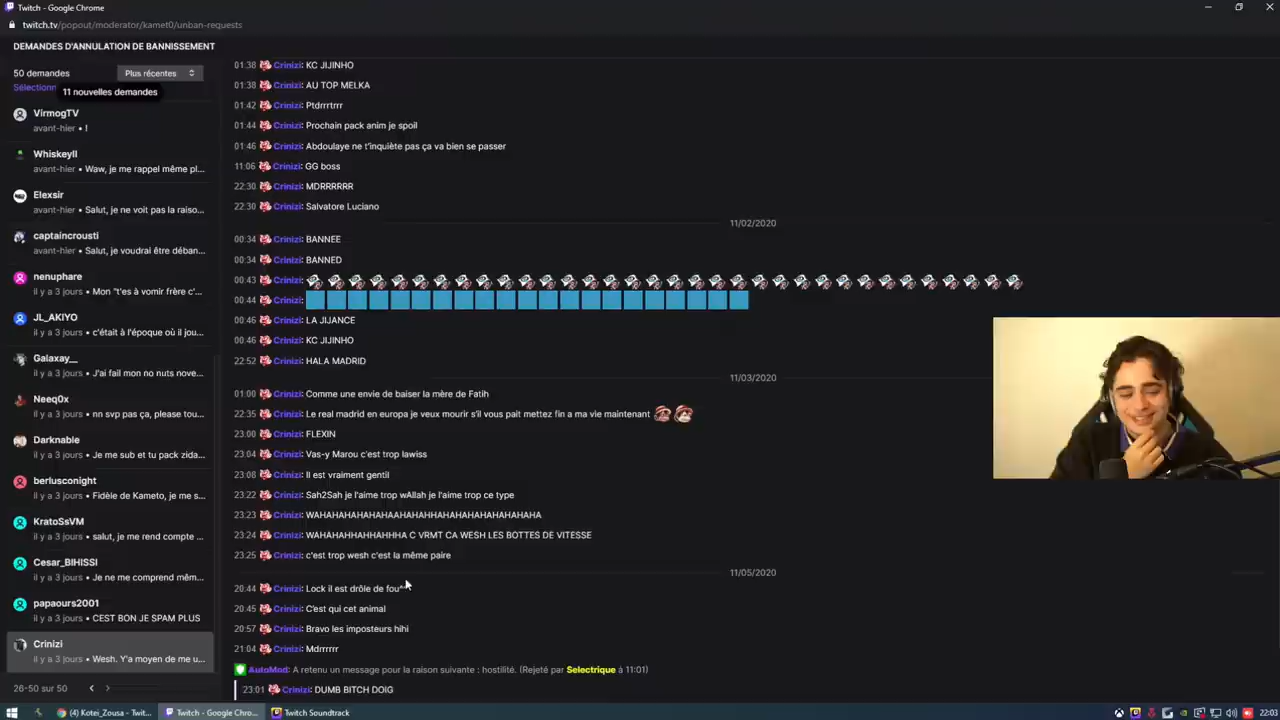 Twitch - Google Chrome
twitch.tv/popout/moderator/kamet0/unban-requests
DEMANDES D'ANNULATION DE BANNISSEMENT
50 demandes
Plus récentes
Sélectionn
11 nouvelles demandes
VirmogTV
avant-hier • !
Whiskeyll
avant-hier • Waw, je me rappel même pl...
Elexsir
avant-hier • Salut, je ne voit pas la raiso...
captaincrousti
avant-hier • Salut, je voudrai être déban...
nenuphare
il y a 3 jours • Mon "t'es à vomir frère c'...
JL_AKIYO
il y a 3 jours • c'était à l'époque où il jou...
Galaxay__
il y a 3 jours • J'ai fail mon no nuts nove...
Neeq0x
il y a 3 jours • nn svp pas ça, please tou...
Darknable
il y a 3 jours • Je me sub et tu pack zida...
berlusconight
il y a 3 jours • Fidèle de Kameto, je me s...
KratoSsVM
il y a 3 jours • salut, je me rend compte ...
Cesar_BIHISSI
il y a 3 jours • Je ne me comprend mêm...
papaours2001
il y a 3 jours • CEST BON JE SPAM PLUS
Crinizi
il y a 3 jours • Wesh. Y'a moyen de me u...
26-50 sur 50
01:38 Crinizi: KC JIJINHO
01:38 Crinizi: AU TOP MELKA
01:42 Crinizi: Ptdrrrtrrr
01:44 Crinizi: Prochain pack anim je spoil
01:46 Crinizi: Abdoulaye ne t'inquiète pas ça va bien se passer
11:06 Crinizi: GG boss
22:30 Crinizi: MDRRRRRR
22:30 Crinizi: Salvatore Luciano
11/02/2020
00:34 Crinizi: BANNEE
00:34 Crinizi: BANNED
00:43 Crinizi:
00:44 Crinizi:
00:46 Crinizi: LA JIJANCE
00:46 Crinizi: KC JIJINHO
22:52 Crinizi: HALA MADRID
11/03/2020
01:00 Crinizi: Comme une envie de baiser la mère de Fatih
22:35 Crinizi: Le real madrid en europa je veux mourir s'il vous pait mettez fin a ma vie maintenant
23:00 Crinizi: FLEXIN
23:04 Crinizi: Vas-y Marou c'est trop lawiss
23:08 Crinizi: Il est vraiment gentil
23:22 Crinizi: Sah2Sah je l'aime trop wAllah je l'aime trop ce type
23:23 Crinizi: WAHAHAHAHAHAAHAHAHHAHAHAHAHAHAHAHA
23:24 Crinizi: WAHAHAHHAHHAHHHA C VRMT CA WESH LES BOTTES DE VITESSE
23:25 Crinizi: c'est trop wesh c'est la même paire
11/05/2020
20:44 Crinizi: Lock il est drôle de fou^^
20:45 Crinizi: C'est qui cet animal
20:57 Crinizi: Bravo les imposteurs hihi
21:04 Crinizi: Mdrrrrrr
AutoMod: A retenu un message pour la raison suivante : hostilité. (Rejeté par Selectrique à 11:01)
23:01 Crinizi: DUMB BITCH DOIG
(4) Kotei_Zousa - Twit...
Twitch - Google Chro...
Twitch Soundtrack
22:03